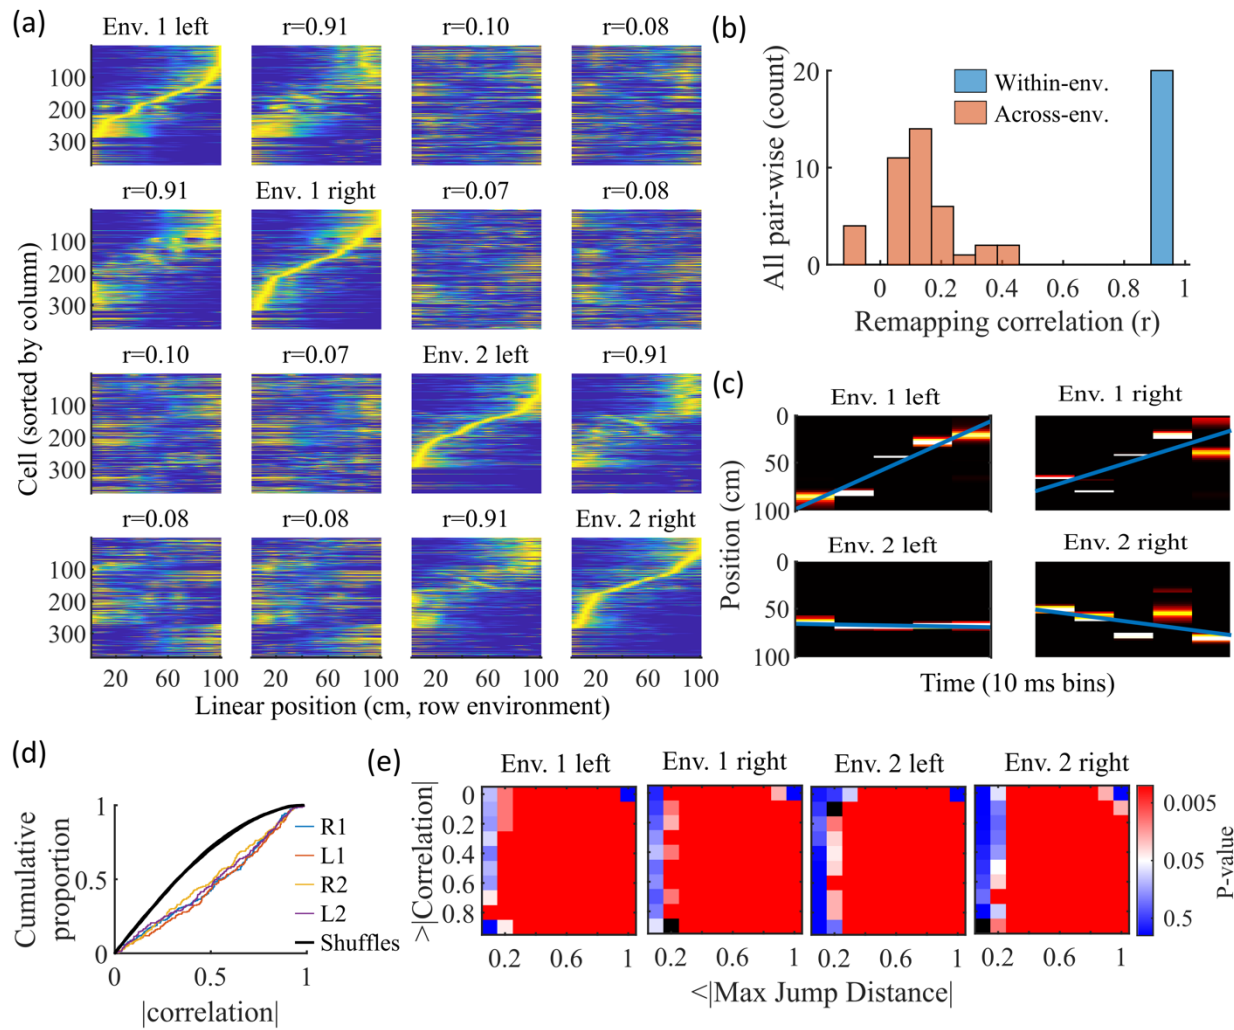 (a)
Env. 1 left
r=0.91
r=0.10
r=0.08
100
200
300
r=0.91
Env. 1 right
r=0.07
r=0.08
100
200
300
r=0.10
r=0.07
Env. 2 left
r=0.91
100
200
300
r=0.08
r=0.08
r=0.91
Env. 2 right
100
200
300
20 60 100
20 60 100
20 60 100
20 60 100
Cell (sorted by column)
Linear position (cm, row environment)
(b)
Within-env.
Across-env.
20
10
0
0 0.2 0.4 0.6 0.8 1
All pair-wise (count)
Remapping correlation (r)
(c)
Env. 1 left
Env. 1 right
0
50
100
Env. 2 left
Env. 2 right
0
50
100
Position (cm)
Time (10 ms bins)
(d)
1
0.5
0
0 0.5 1
R1
L1
R2
L2
Shuffles
Cumulative
proportion
|correlation|
(e)
Env. 1 left
Env. 1 right
Env. 2 left
Env. 2 right
0
0.2
0.4
0.6
0.8
0.2 0.6 1
0.2 0.6 1
0.2 0.6 1
0.2 0.6 1
>|Correlation|
<|Max Jump Distance|
0.005
0.05
0.5
P-value